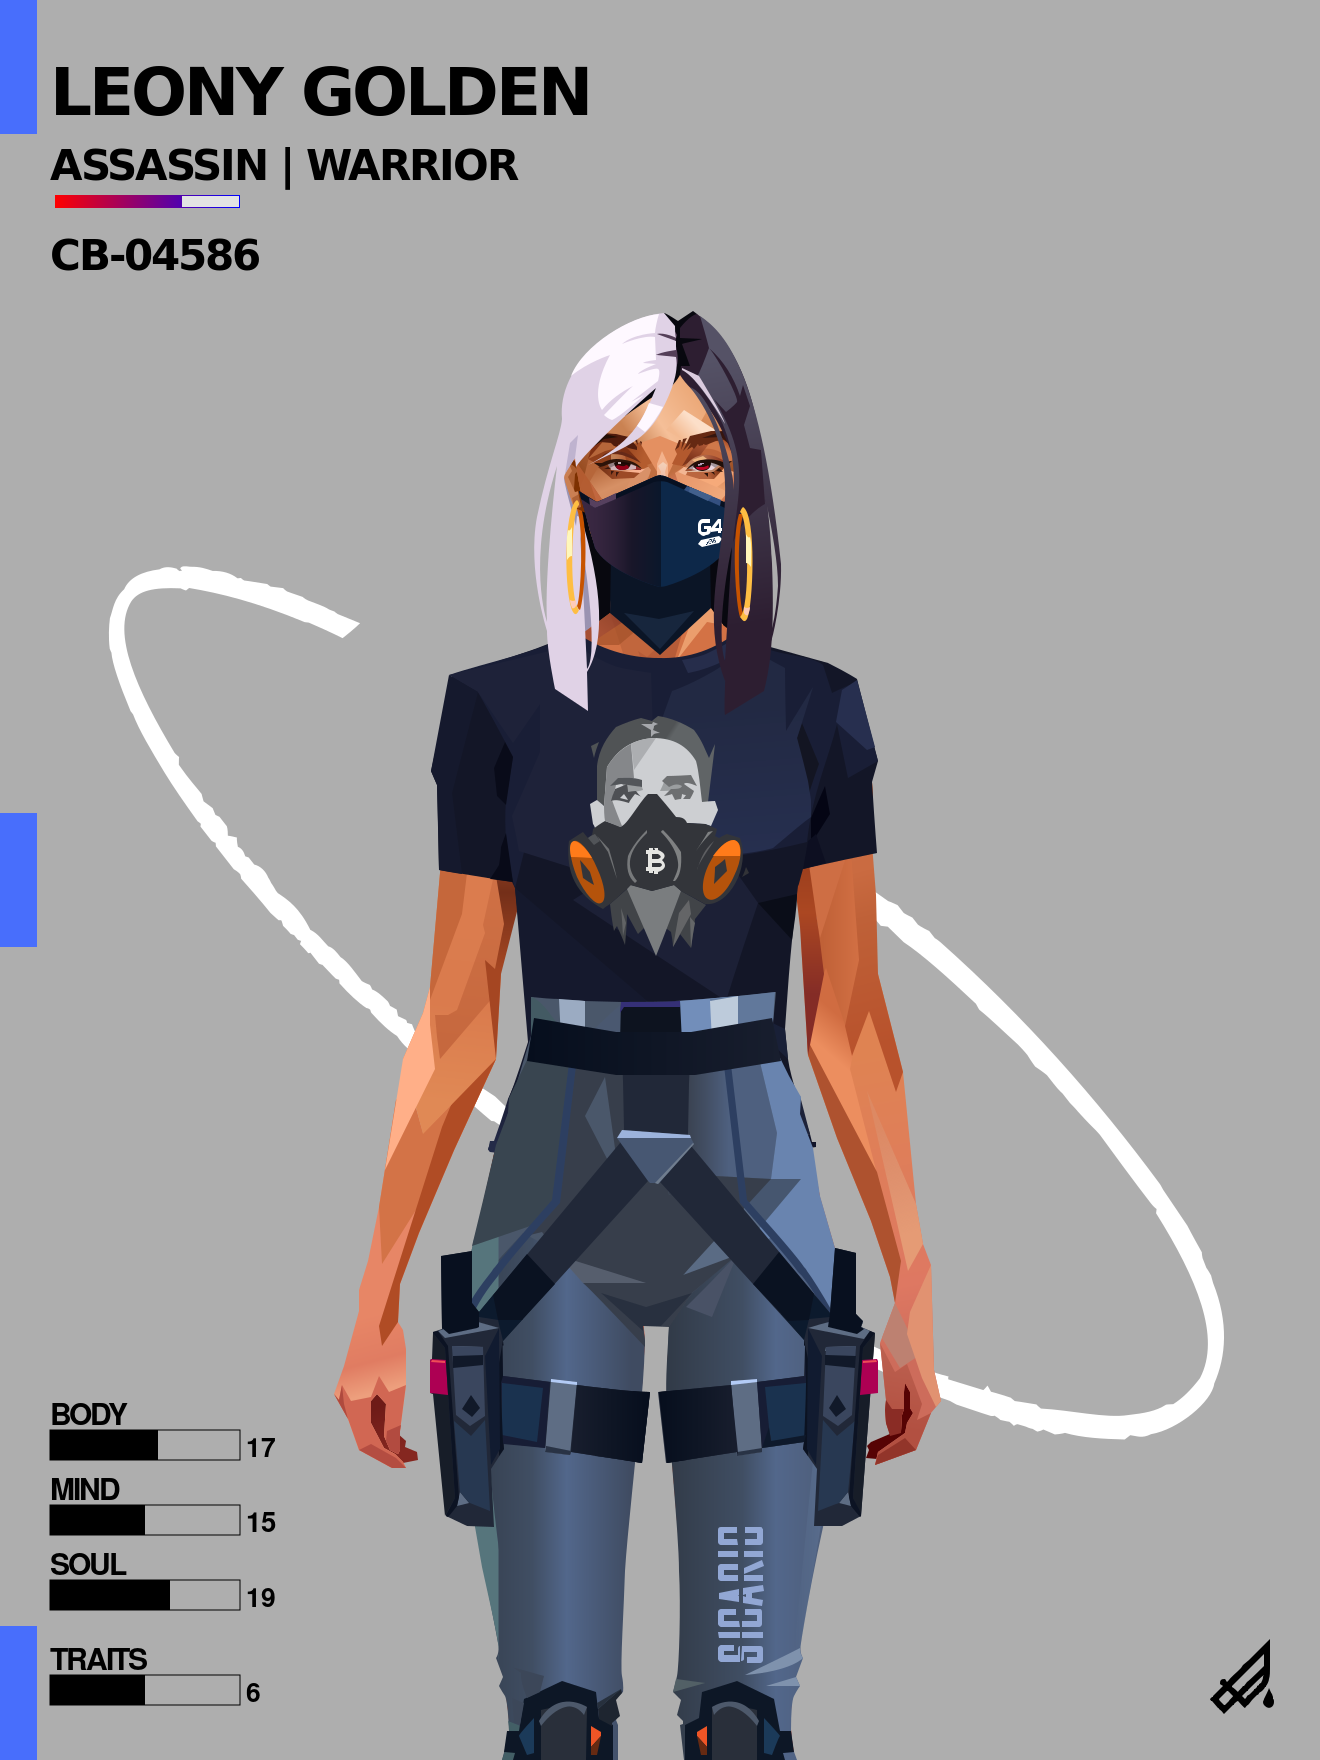 LEONY GOLDEN
ASSASSIN | WARRIOR
CB-04586
G4
₿
BODY
17
MIND
15
SOUL
19
TRAITS
6
SICARIO